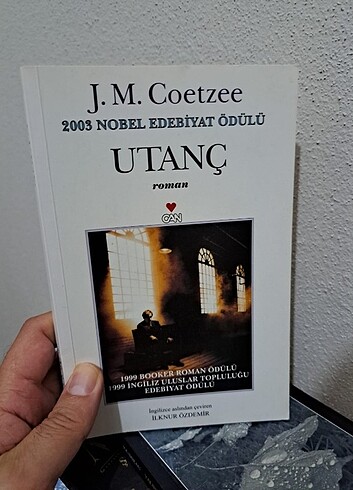 J. M. Coetzee
2003 NOBEL EDEBİYAT ÖDÜLÜ
UTANÇ
roman
CAN
1999 BOOKER ROMAN ÖDÜLÜ
1999 İNGİLİZ ULUSLAR TOPLULUĞU
EDEBİYAT ÖDÜLÜ
İngilizce aslından çeviren
İLKNUR ÖZDEMİR